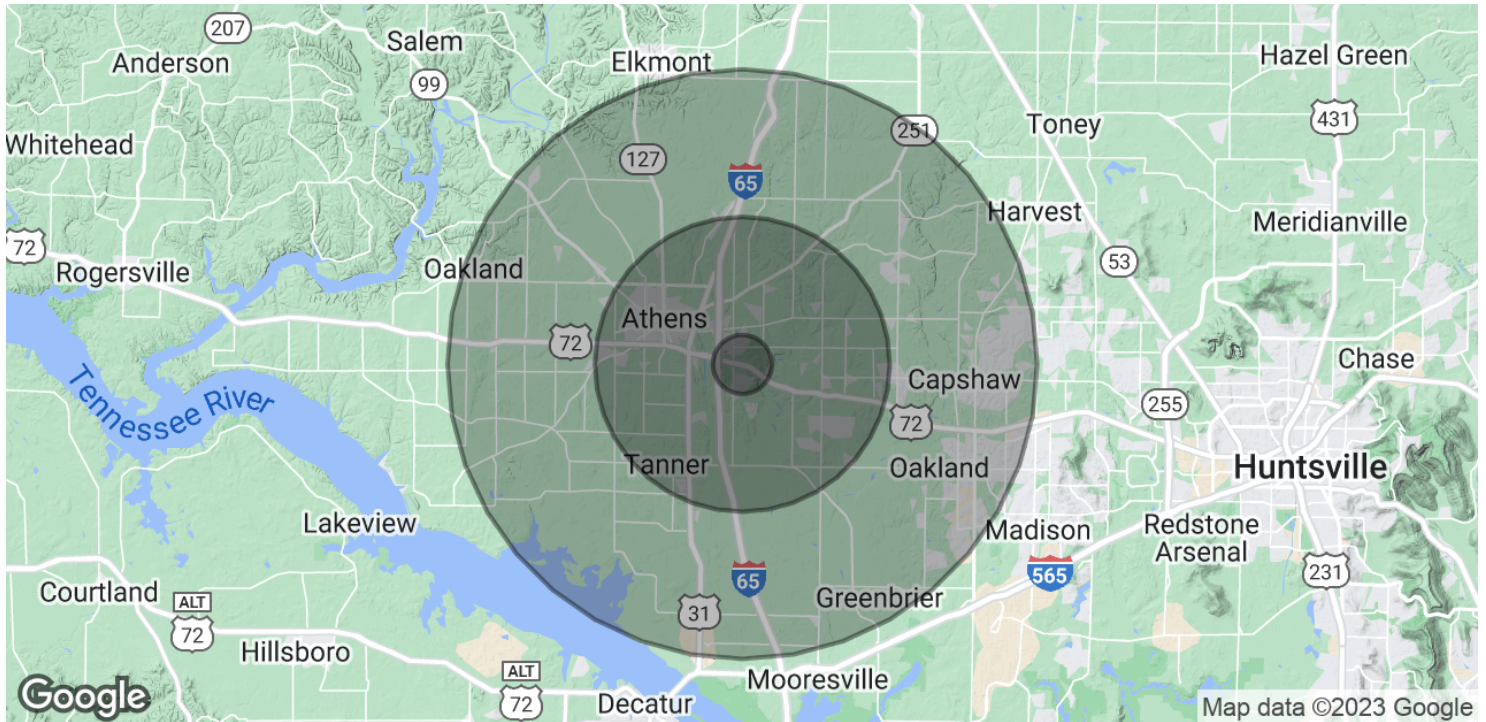 207
Salem
Anderson
Elkmont
Hazel Green
99
Whitehead
127
251
Toney
431
65
Harvest
Meridianville
72
Rogersville
Oakland
53
Athens
72
Chase
Tennessee River
Capshaw
255
72
Tanner
Oakland
Huntsville
Lakeview
Madison
Redstone
Arsenal
65
565
231
Courtland
ALT
72
31
Greenbrier
Hillsboro
ALT
72
Mooresville
Decatur
Google
Map data ©2023 Google